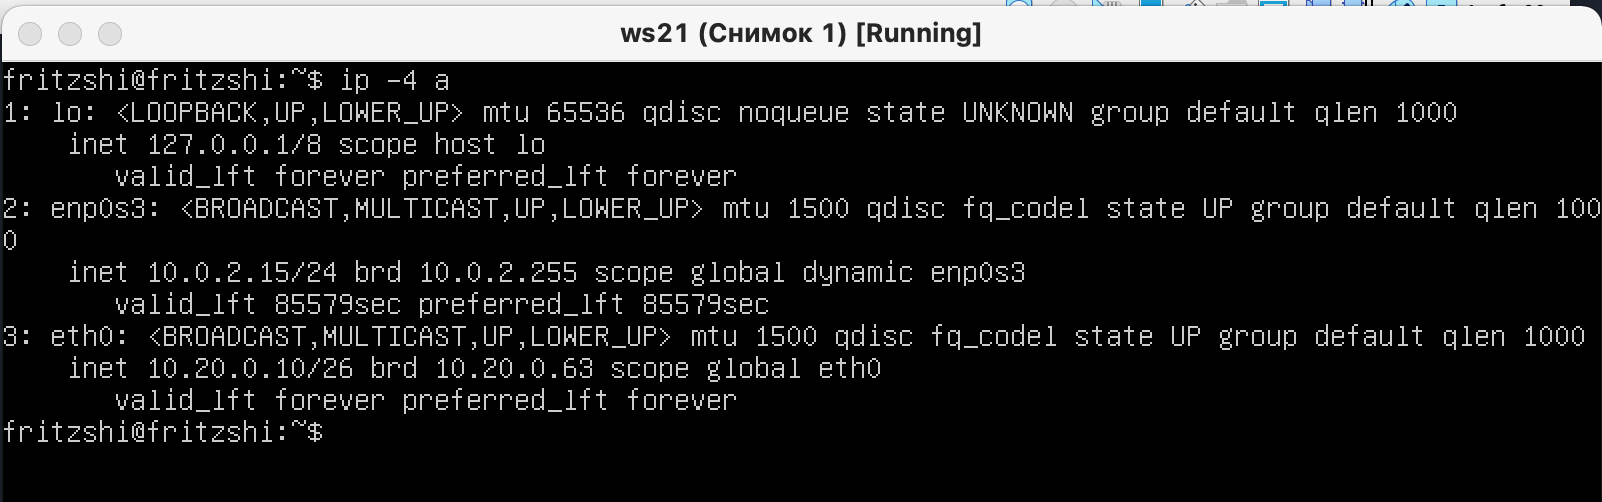 ws21 (Снимок 1) [Running]
fritzshi@fritzshi:~$ ip -4 a
1: lo: <LOOPBACK,UP,LOWER_UP> mtu 65536 qdisc noqueue state UNKNOWN group default qlen 1000
    inet 127.0.0.1/8 scope host lo
       valid_lft forever preferred_lft forever
2: enp0s3: <BROADCAST,MULTICAST,UP,LOWER_UP> mtu 1500 qdisc fq_codel state UP group default qlen 100
0
    inet 10.0.2.15/24 brd 10.0.2.255 scope global dynamic enp0s3
       valid_lft 85579sec preferred_lft 85579sec
3: eth0: <BROADCAST,MULTICAST,UP,LOWER_UP> mtu 1500 qdisc fq_codel state UP group default qlen 1000
    inet 10.20.0.10/26 brd 10.20.0.63 scope global eth0
       valid_lft forever preferred_lft forever
fritzshi@fritzshi:~$